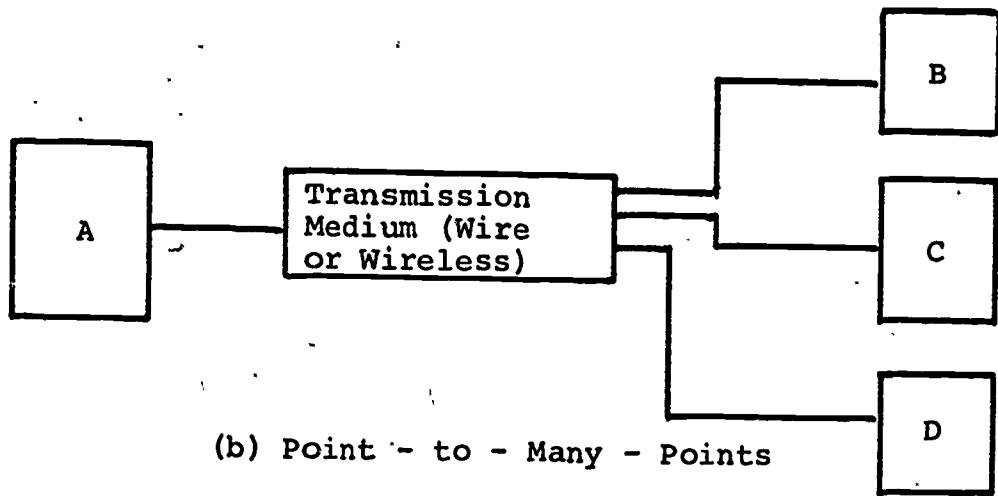 B
A
Transmission
Medium (Wire
or Wireless)
C
D
(b) Point - to - Many - Points